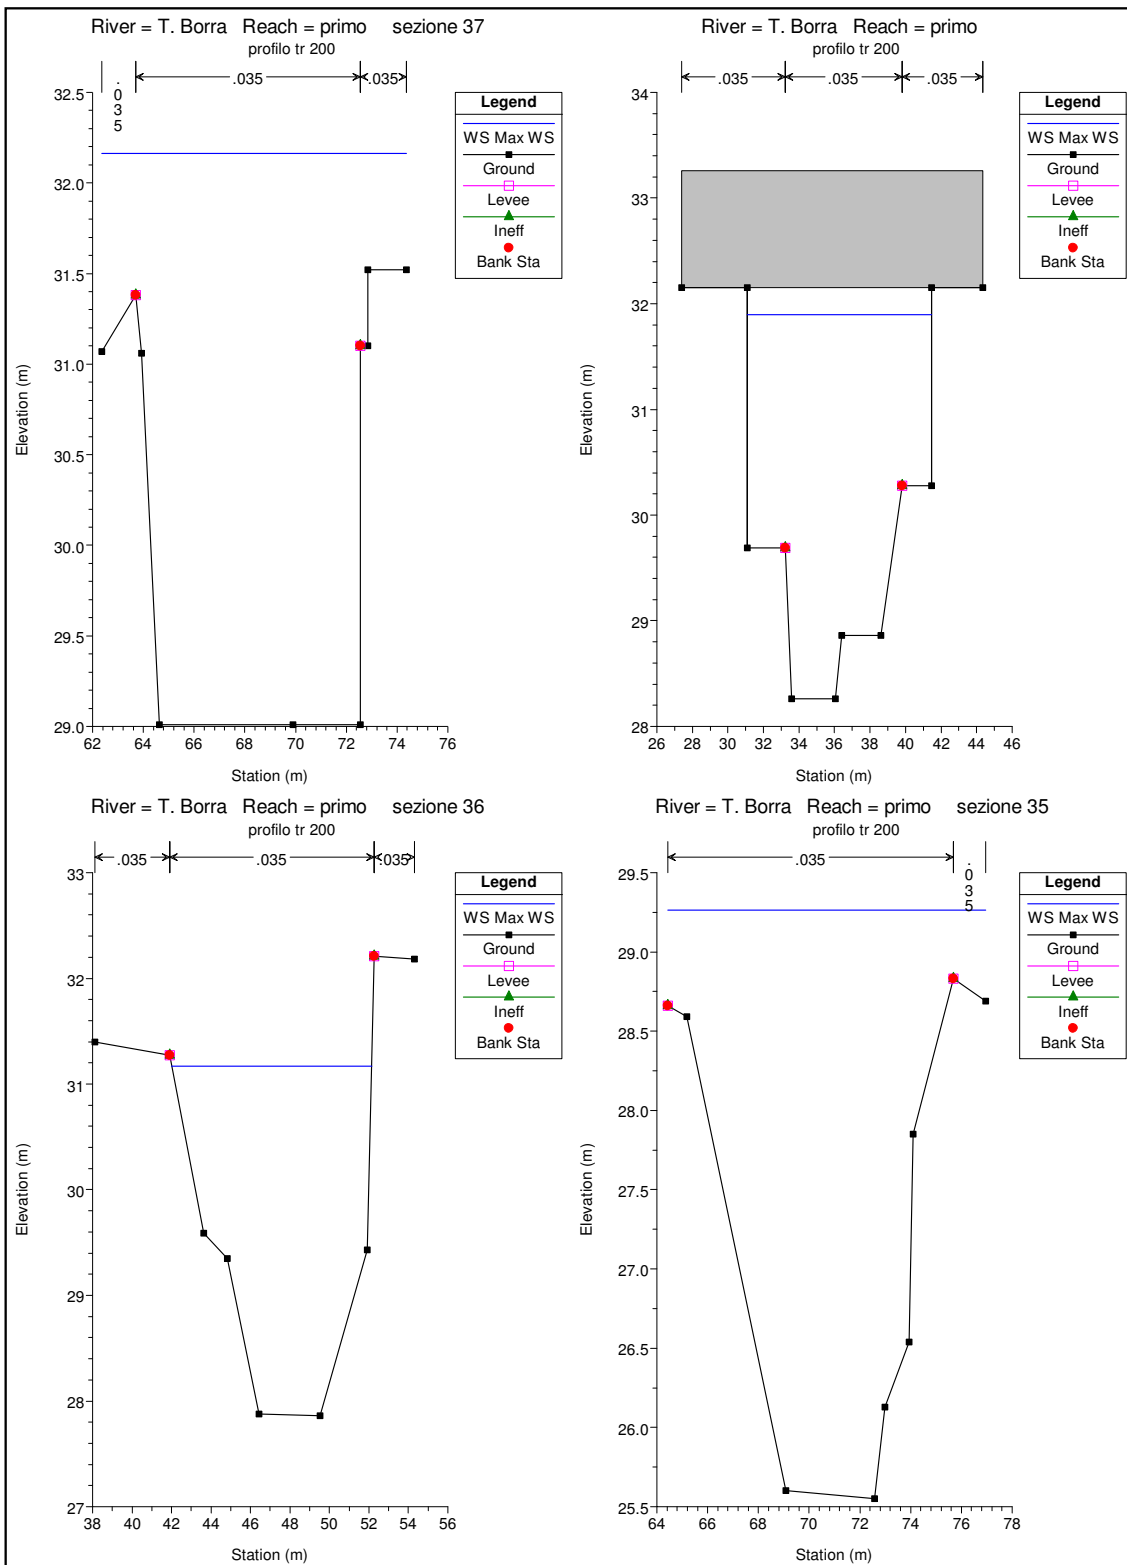 River = T. Borra   Reach = primo     sezione 37
profilo tr 200
.035
.035
.035
32.5
32.0
31.5
31.0
30.5
30.0
29.5
29.0
62
64
66
68
70
72
74
76
Elevation (m)
Station (m)
Legend
WS Max WS
Ground
Levee
Ineff
Bank Sta
River = T. Borra   Reach = primo
profilo tr 200
.035
.035
.035
34
33
32
31
30
29
28
26
28
30
32
34
36
38
40
42
44
46
Elevation (m)
Station (m)
Legend
WS Max WS
Ground
Levee
Ineff
Bank Sta
River = T. Borra   Reach = primo     sezione 36
profilo tr 200
.035
.035
.035
33
32
31
30
29
28
27
38
40
42
44
46
48
50
52
54
56
Elevation (m)
Station (m)
Legend
WS Max WS
Ground
Levee
Ineff
Bank Sta
River = T. Borra   Reach = primo     sezione 35
profilo tr 200
.035
.035
29.5
29.0
28.5
28.0
27.5
27.0
26.5
26.0
25.5
64
66
68
70
72
74
76
78
Elevation (m)
Station (m)
Legend
WS Max WS
Ground
Levee
Ineff
Bank Sta